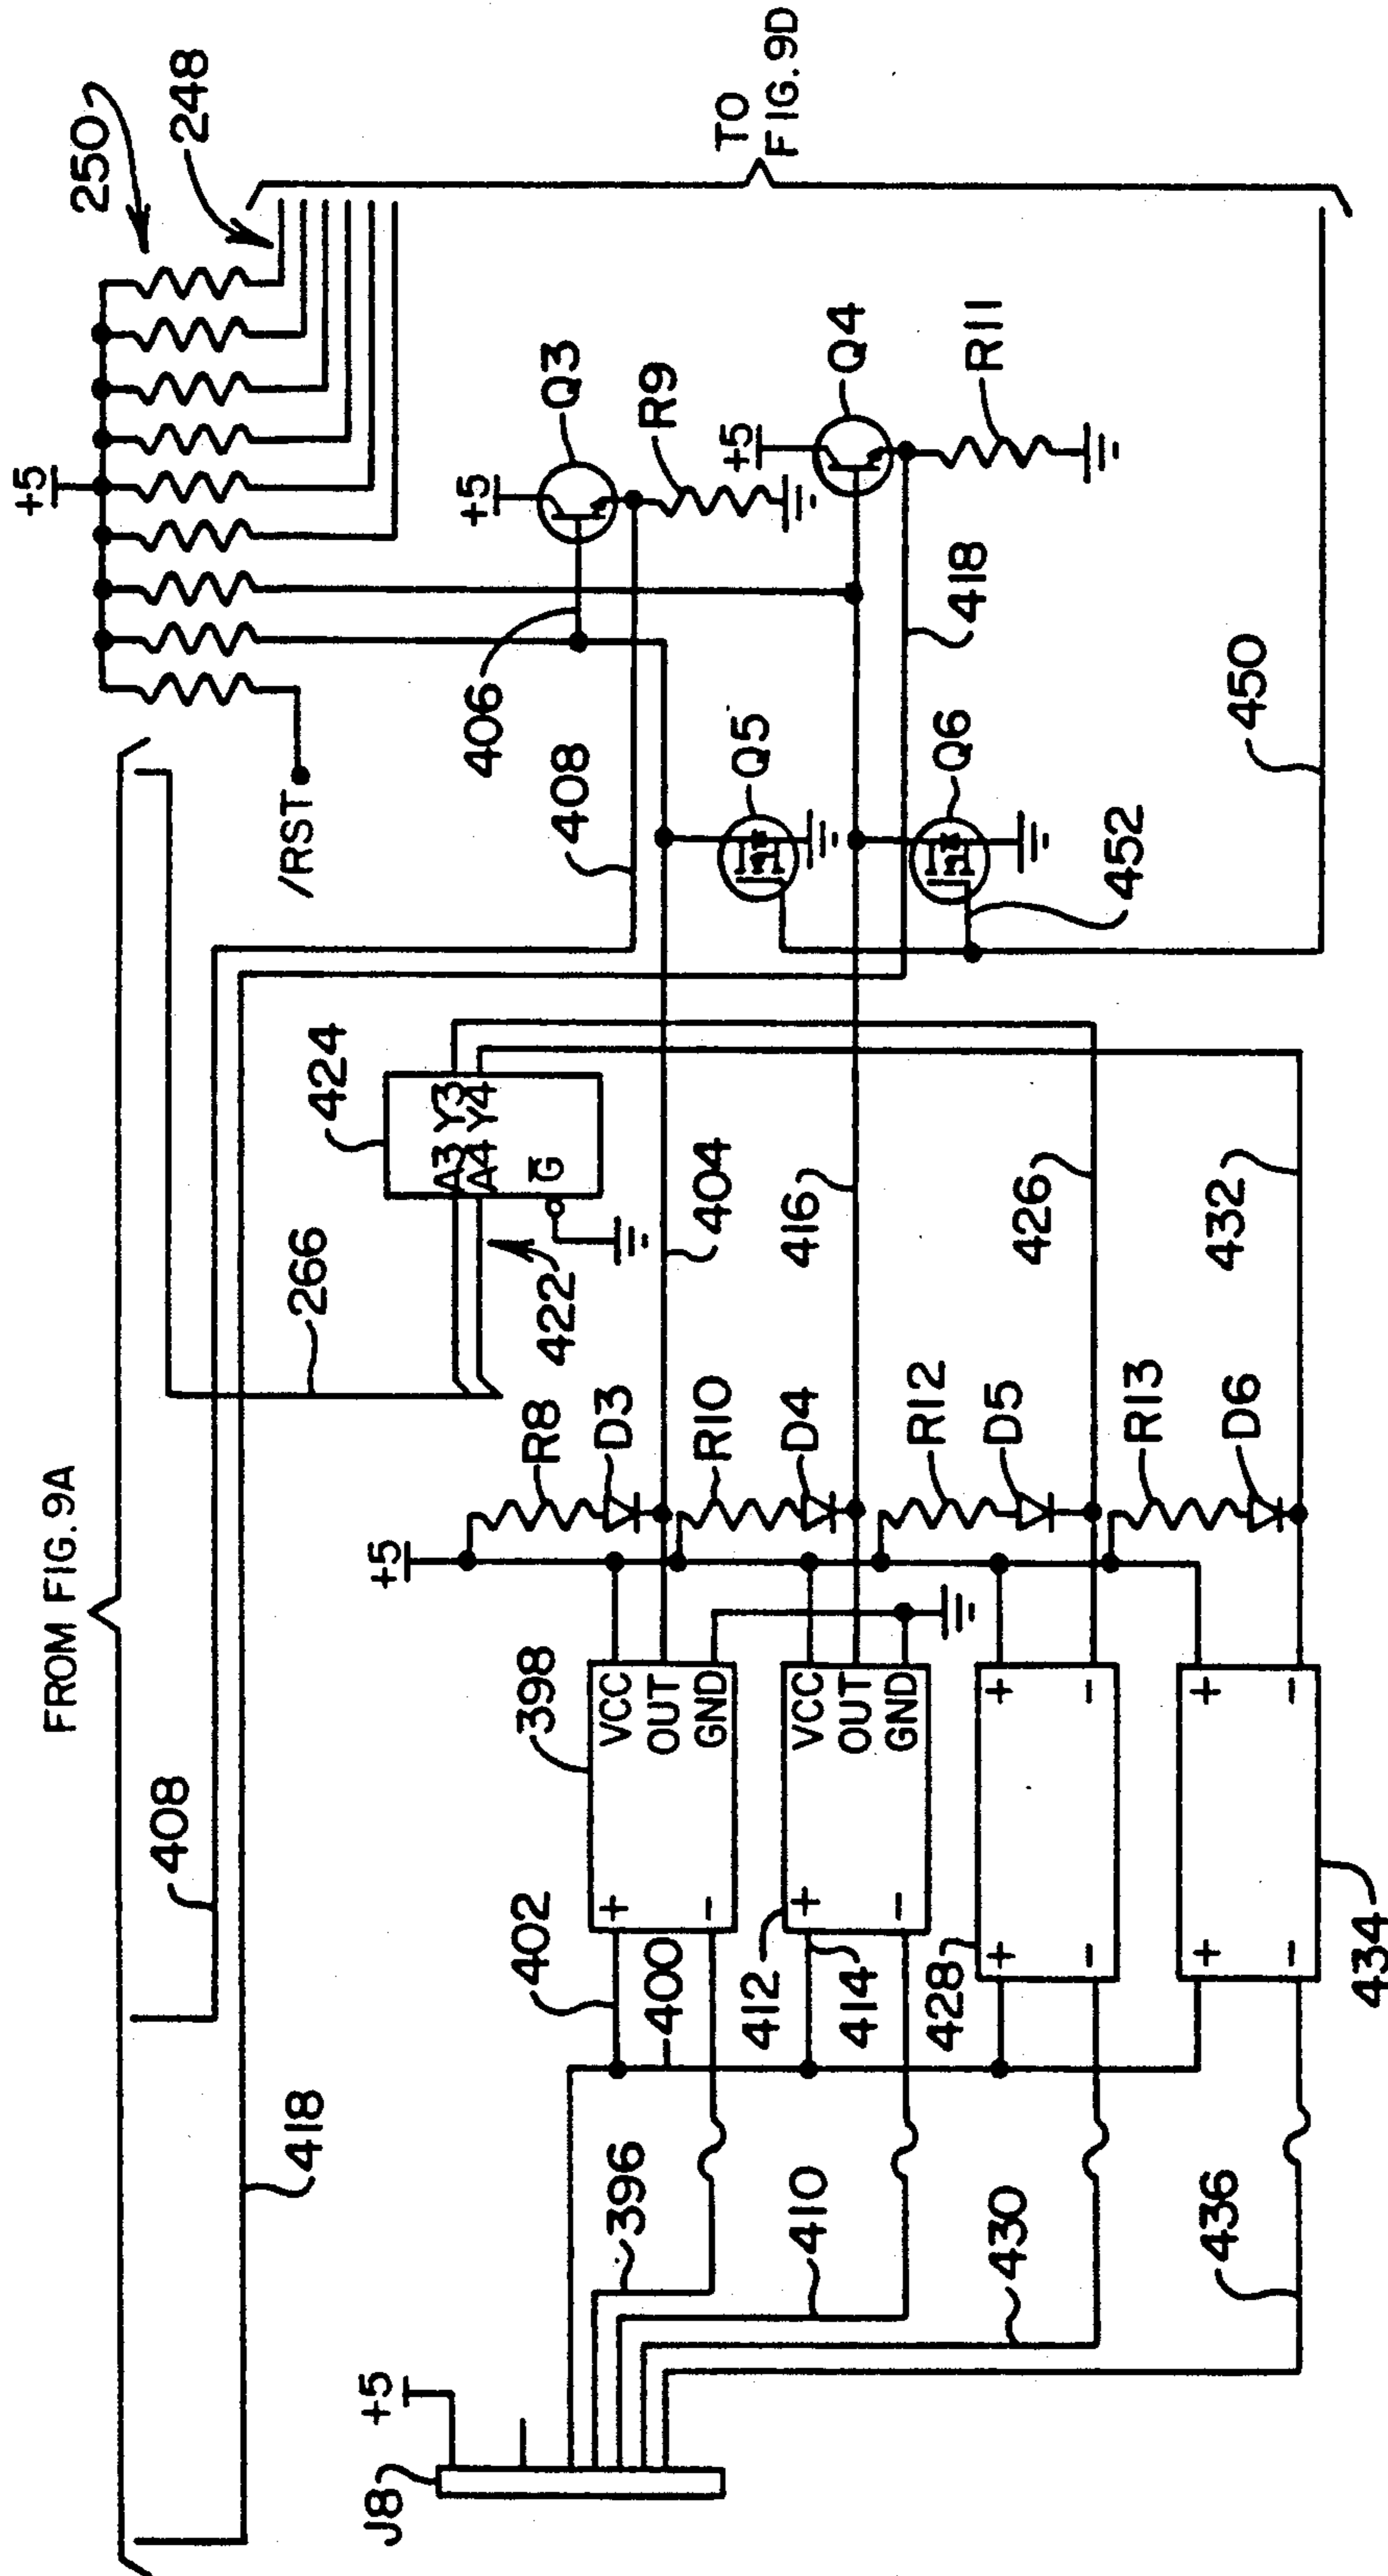 FROM FIG. 9A
TO
FIG. 9D
250
248
+5
/RST
408
418
266
424
A3 Y3
A4 Y4
G̅
422
406
408
Q3
+5
R9
Q4
+5
R11
418
Q5
Q6
452
450
404
416
426
432
+5
R8
D3
R10
D4
R12
D5
R13
D6
398
VCC
OUT
GND
+
-
402
400
412
VCC
OUT
GND
+
-
414
428
+
-
+
-
434
+
-
+
-
396
410
430
436
J8
+5